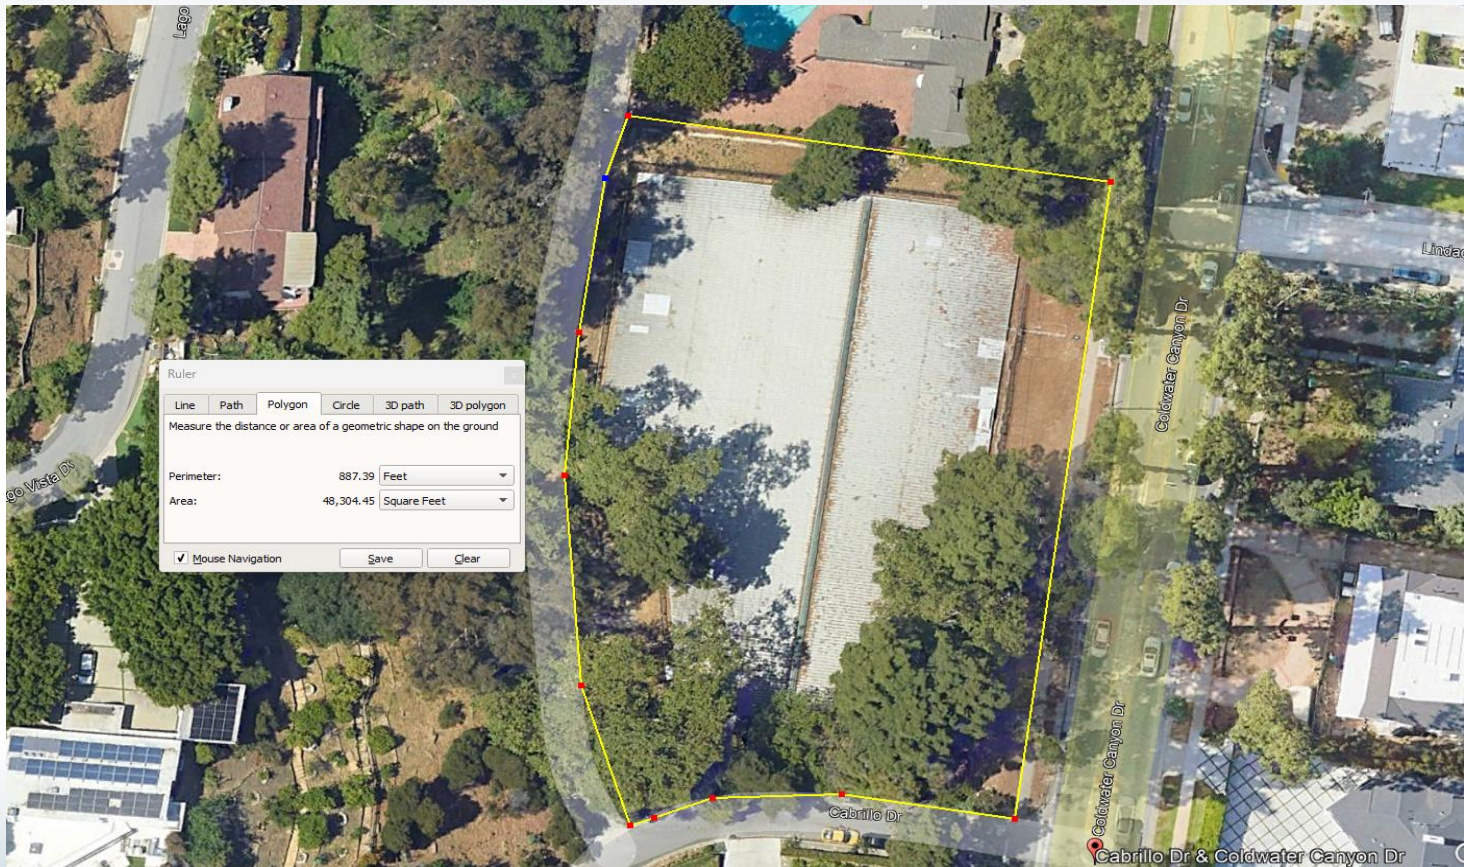 Lago
Lindac
Coldwater Canyon Dr
Ruler
Line Path Polygon Circle 3D path 3D polygon
Measure the distance or area of a geometric shape on the ground
Perimeter: 887.39 Feet
Area: 48,304.45 Square Feet
Mouse Navigation Save Clear
go Vista Dr
Coldwater Canyon Dr
Cabrillo Dr
Cabrillo Dr & Coldwater Canyon Dr